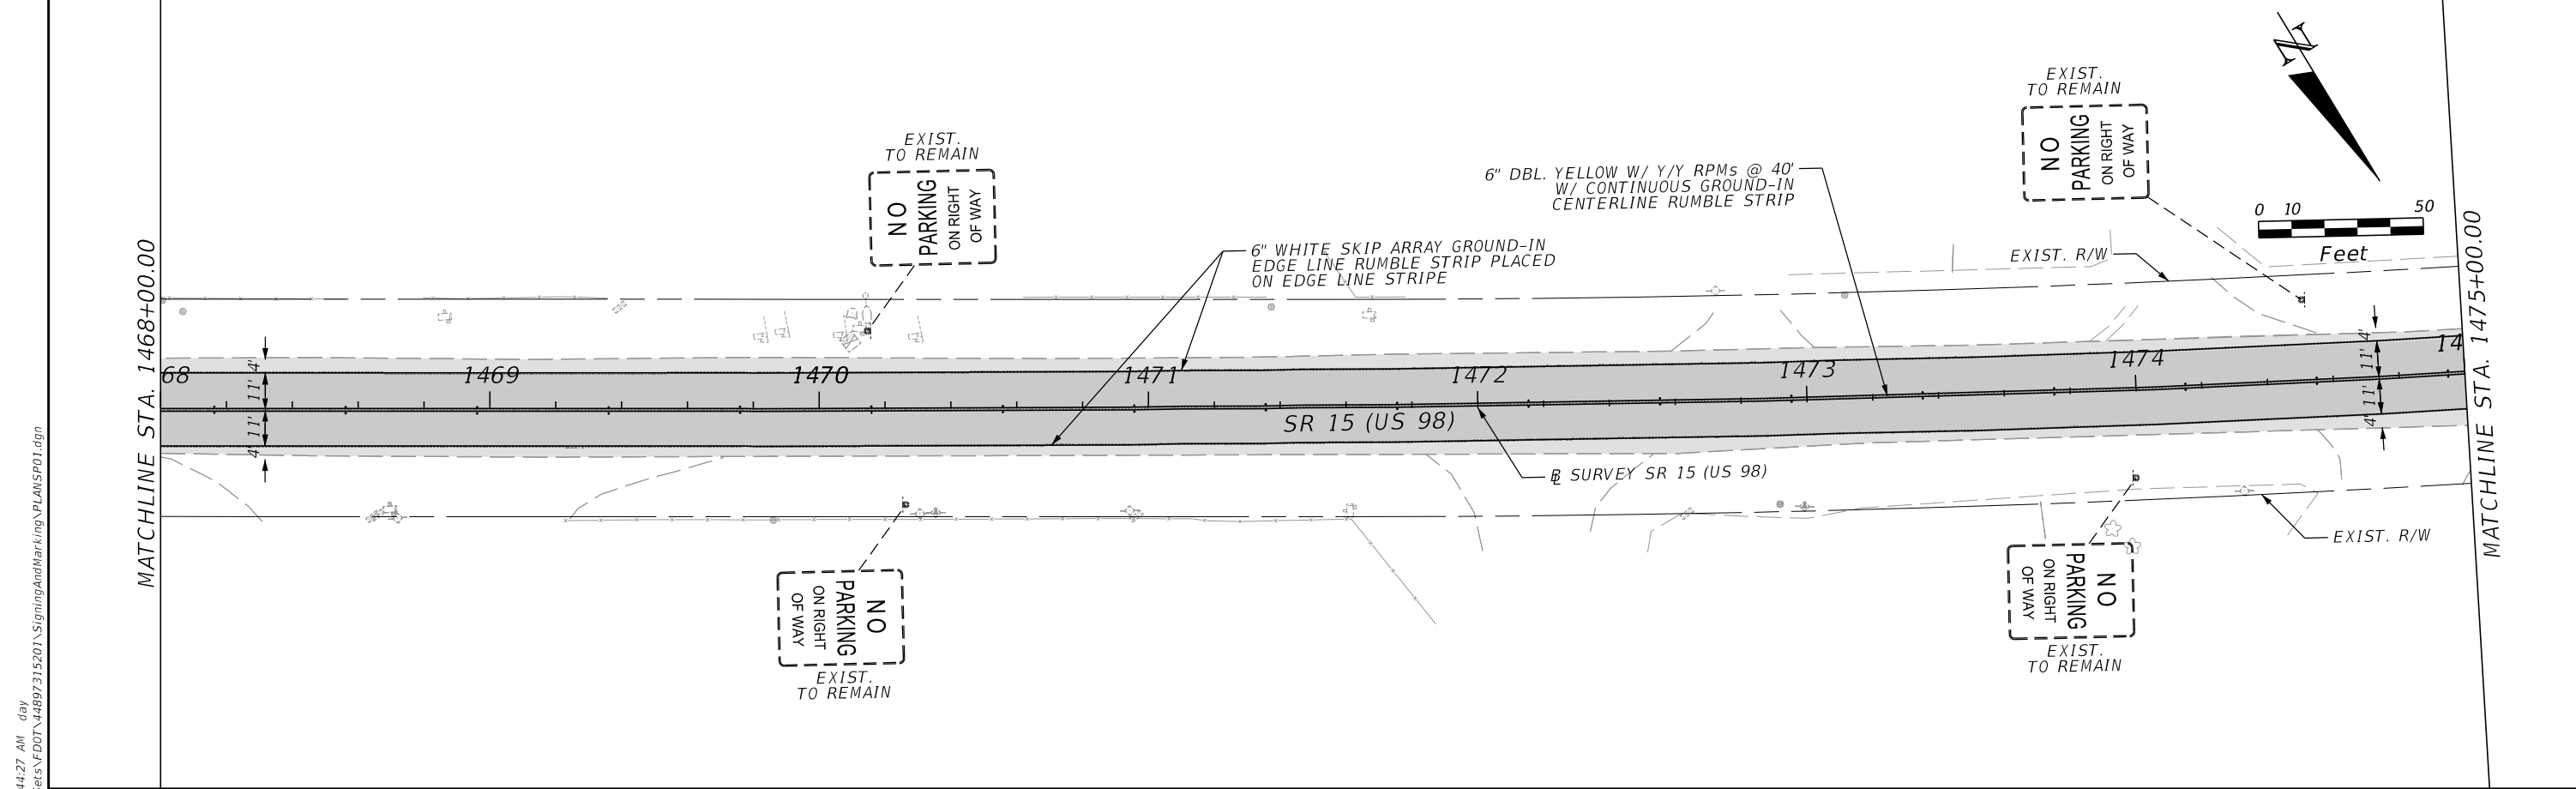 EXIST.
TO REMAIN
NO
PARKING
ON RIGHT
OF WAY
EXIST.
TO REMAIN
NO
PARKING
ON RIGHT
OF WAY
N
0 10 50
Feet
6" DBL. YELLOW W/ Y/Y RPMs @ 40'
W/ CONTINUOUS GROUND-IN
CENTERLINE RUMBLE STRIP
6" WHITE SKIP ARRAY GROUND-IN
EDGE LINE RUMBLE STRIP PLACED
ON EDGE LINE STRIPE
EXIST. R/W
MATCHLINE STA. 1468+00.00
MATCHLINE STA. 1475+00.00
68
1469
1470
1471
1472
1473
1474
14
4'
11'
11'
4'
4'
11'
11'
4'
SR 15 (US 98)
BL SURVEY SR 15 (US 98)
EXIST. R/W
NO
PARKING
ON RIGHT
OF WAY
EXIST.
TO REMAIN
NO
PARKING
ON RIGHT
OF WAY
EXIST.
TO REMAIN
44:27 AM day
ets\FDOT\44897315201\SigningAndMarking\PLANSP01.dgn